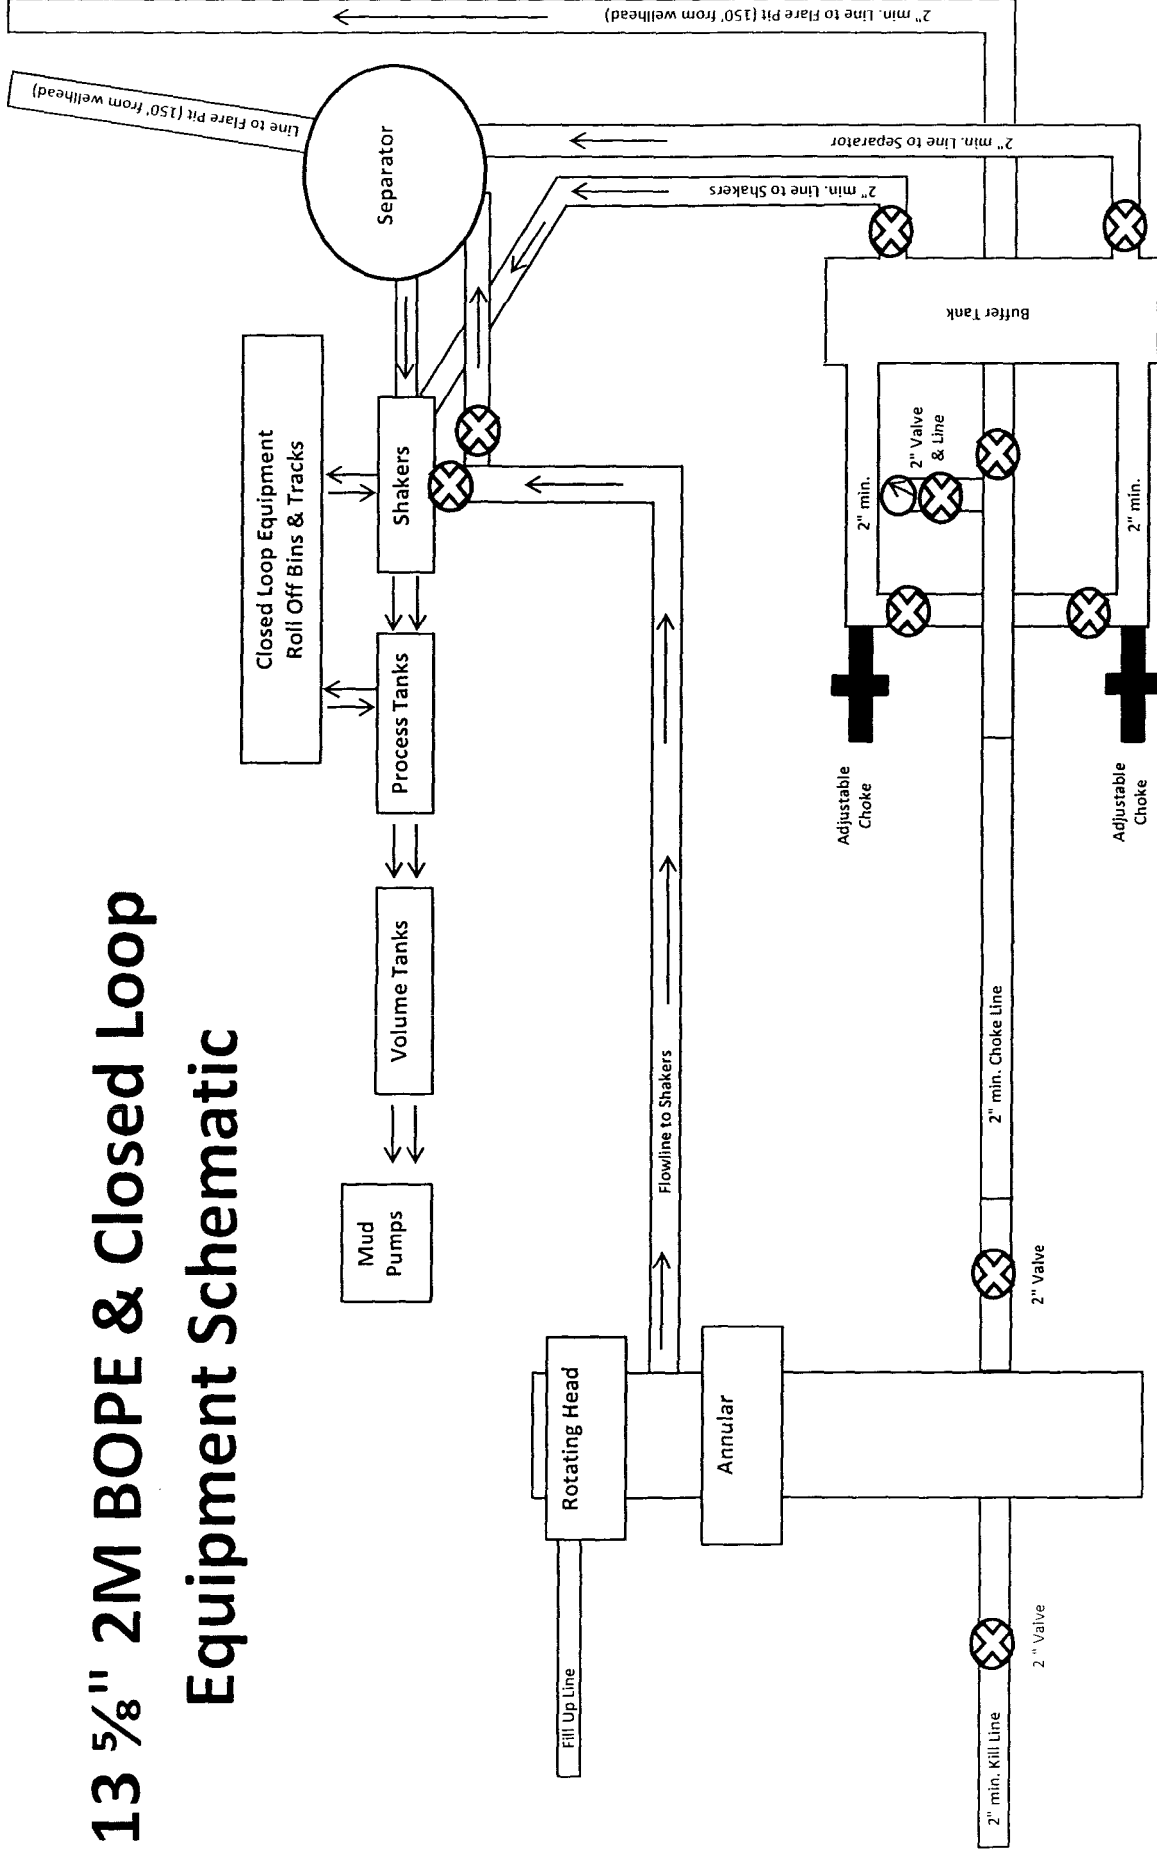 13 ⅝" 2M BOPE & Closed Loop
Equipment Schematic
Closed Loop Equipment
Roll Off Bins & Tracks
Mud
Pumps
Volume Tanks
Process Tanks
Shakers
Separator
Line to Flare Pit (150' from wellhead)
2" min. Line to Flare Pit (150' from wellhead)
Fill Up Line
Rotating Head
Annular
Flowline to Shakers
2" min. Line to Shakers
2" min. Line to Separator
2" min. Kill Line
2 " Valve
2" Valve
2" min. Choke Line
Adjustable
Choke
2" min.
2" Valve
& Line
Buffer Tank
Adjustable
Choke
2" min.